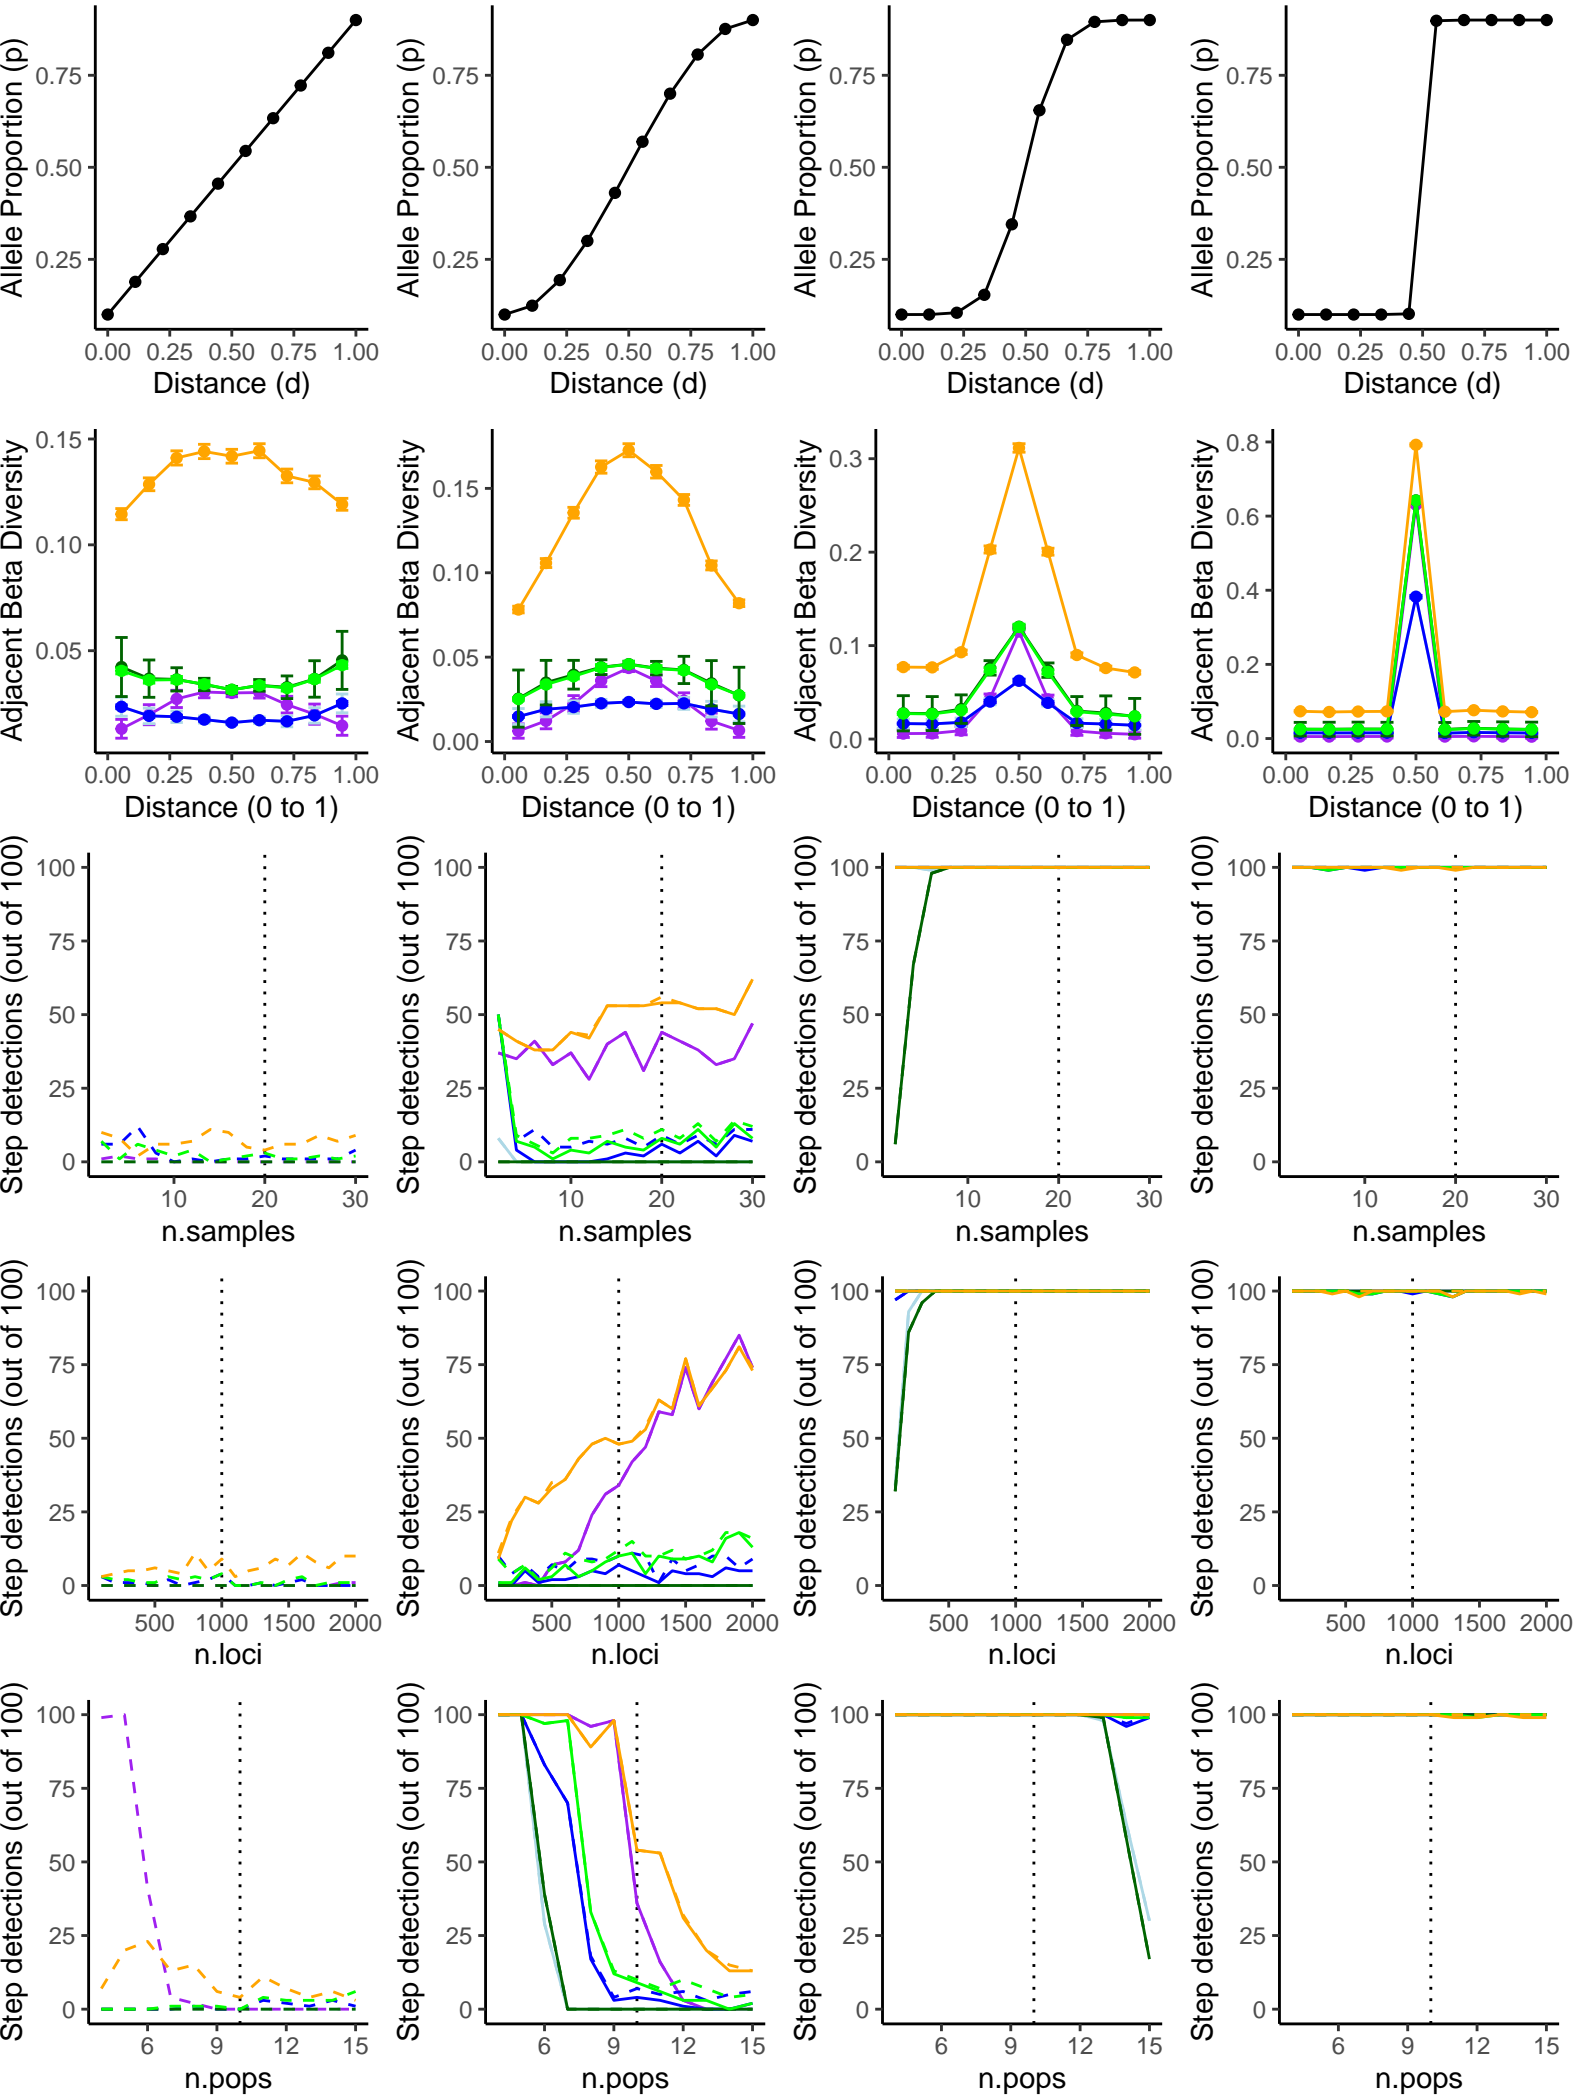 Allele Proportion (p)
0.75
0.50
0.25
0.00 0.25 0.50 0.75 1.00
Distance (d)
Allele Proportion (p)
0.75
0.50
0.25
0.00 0.25 0.50 0.75 1.00
Distance (d)
Allele Proportion (p)
0.75
0.50
0.25
0.00 0.25 0.50 0.75 1.00
Distance (d)
Allele Proportion (p)
0.75
0.50
0.25
0.00 0.25 0.50 0.75 1.00
Distance (d)
Adjacent Beta Diversity
0.15
0.10
0.05
0.00 0.25 0.50 0.75 1.00
Distance (0 to 1)
Adjacent Beta Diversity
0.15
0.10
0.05
0.00
0.00 0.25 0.50 0.75 1.00
Distance (0 to 1)
Adjacent Beta Diversity
0.3
0.2
0.1
0.0
0.00 0.25 0.50 0.75 1.00
Distance (0 to 1)
Adjacent Beta Diversity
0.8
0.6
0.4
0.2
0.0
0.00 0.25 0.50 0.75 1.00
Distance (0 to 1)
Step detections (out of 100)
100
75
50
25
0
10 20 30
n.samples
Step detections (out of 100)
100
75
50
25
0
10 20 30
n.samples
Step detections (out of 100)
100
75
50
25
0
10 20 30
n.samples
Step detections (out of 100)
100
75
50
25
0
10 20 30
n.samples
Step detections (out of 100)
100
75
50
25
0
500 1000 1500 2000
n.loci
Step detections (out of 100)
100
75
50
25
0
500 1000 1500 2000
n.loci
Step detections (out of 100)
100
75
50
25
0
500 1000 1500 2000
n.loci
Step detections (out of 100)
100
75
50
25
0
500 1000 1500 2000
n.loci
Step detections (out of 100)
100
75
50
25
0
6 9 12 15
n.pops
Step detections (out of 100)
100
75
50
25
0
6 9 12 15
n.pops
Step detections (out of 100)
100
75
50
25
0
6 9 12 15
n.pops
Step detections (out of 100)
100
75
50
25
0
6 9 12 15
n.pops